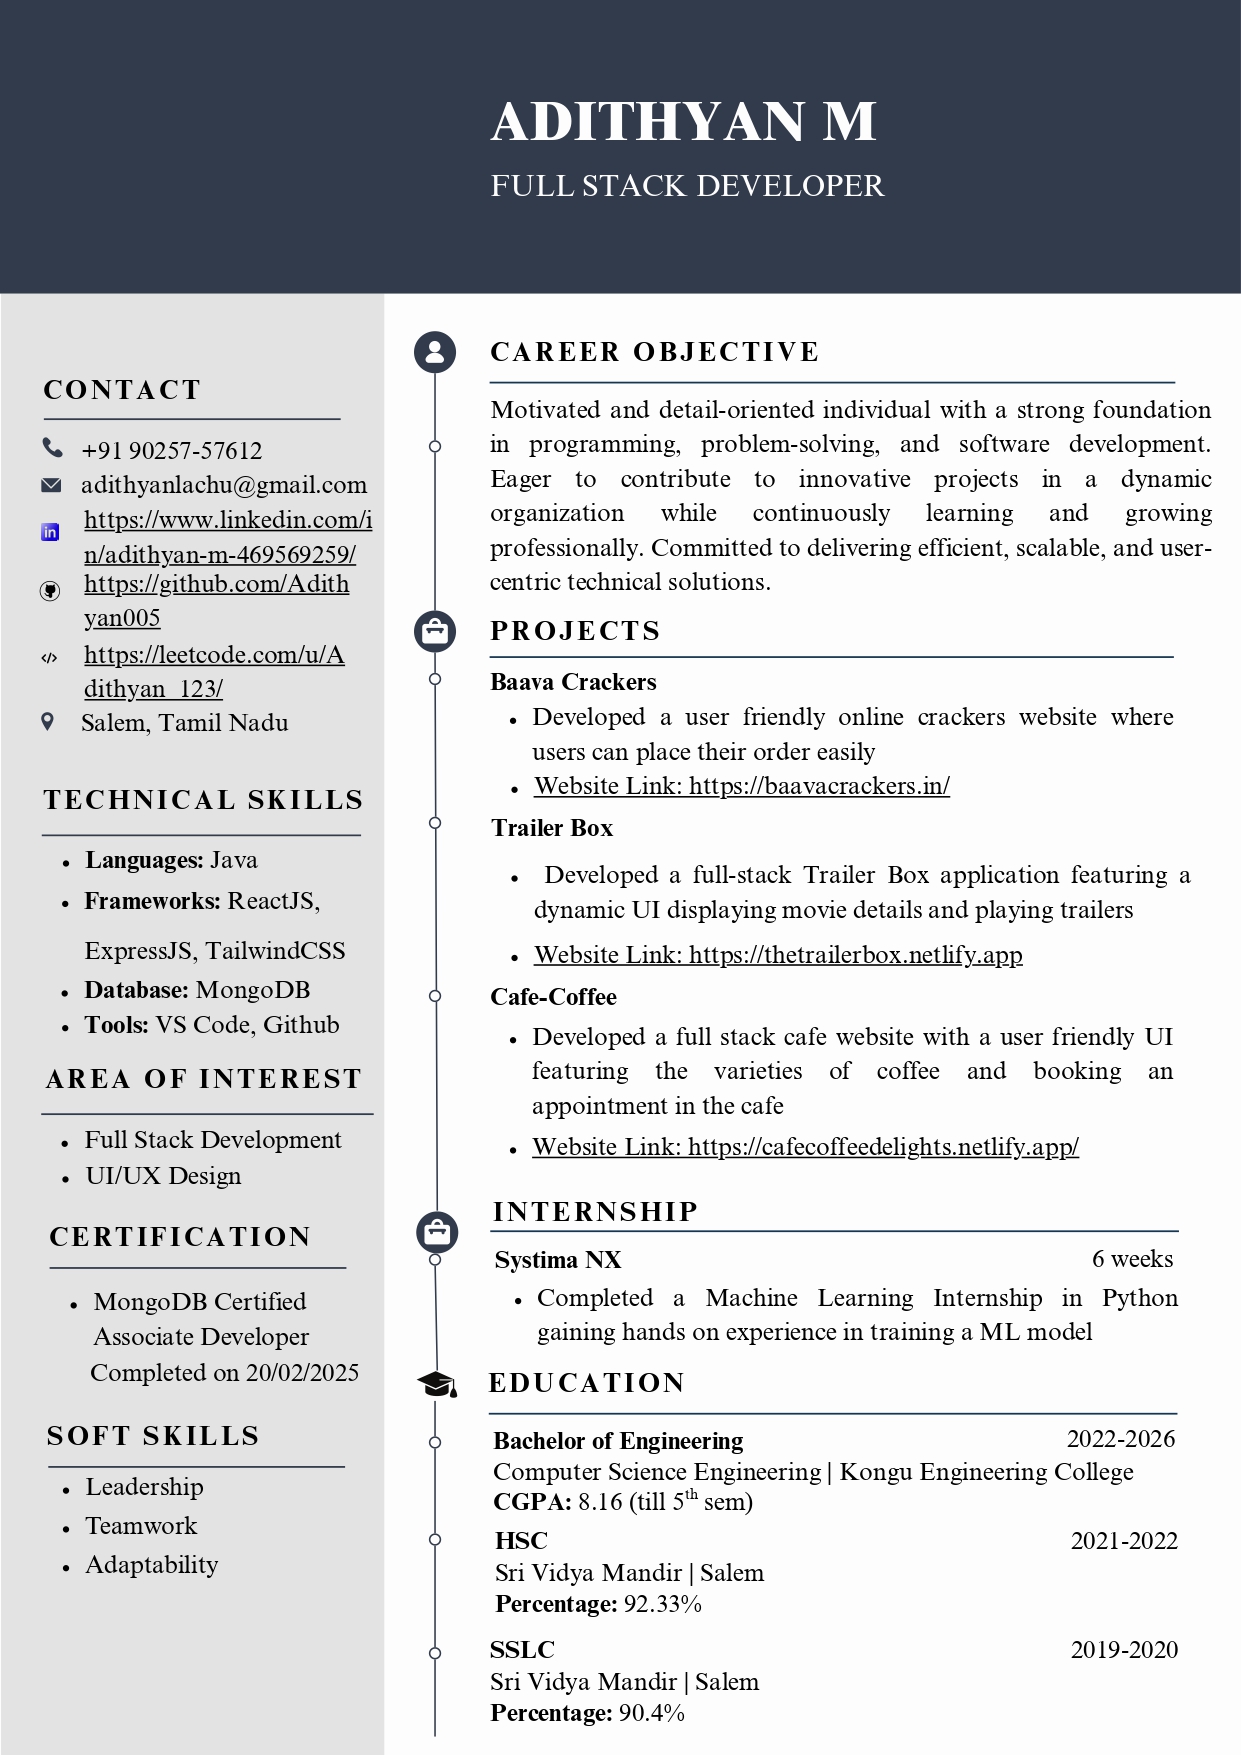 ADITHYAN M
FULL STACK DEVELOPER
CONTACT
+91 90257-57612
adithyanlachu@gmail.com
https://www.linkedin.com/i
n/adithyan-m-469569259/
https://github.com/Adith
yan005
https://leetcode.com/u/A
dithyan_123/
Salem, Tamil Nadu
TECHNICAL SKILLS
• Languages: Java
• Frameworks: ReactJS,
ExpressJS, TailwindCSS
• Database: MongoDB
• Tools: VS Code, Github
AREA OF INTEREST
• Full Stack Development
• UI/UX Design
CERTIFICATION
• MongoDB Certified
Associate Developer
Completed on 20/02/2025
SOFT SKILLS
• Leadership
• Teamwork
• Adaptability
CAREER OBJECTIVE
Motivated and detail-oriented individual with a strong foundation
in programming, problem-solving, and software development.
Eager to contribute to innovative projects in a dynamic
organization while continuously learning and growing
professionally. Committed to delivering efficient, scalable, and user-
centric technical solutions.
PROJECTS
Baava Crackers
• Developed a user friendly online crackers website where
users can place their order easily
• Website Link: https://baavacrackers.in/
Trailer Box
• Developed a full-stack Trailer Box application featuring a
dynamic UI displaying movie details and playing trailers
• Website Link: https://thetrailerbox.netlify.app
Cafe-Coffee
• Developed a full stack cafe website with a user friendly UI
featuring the varieties of coffee and booking an
appointment in the cafe
• Website Link: https://cafecoffeedelights.netlify.app/
INTERNSHIP
Systima NX 6 weeks
• Completed a Machine Learning Internship in Python
gaining hands on experience in training a ML model
EDUCATION
Bachelor of Engineering 2022-2026
Computer Science Engineering | Kongu Engineering College
CGPA: 8.16 (till 5th sem)
HSC 2021-2022
Sri Vidya Mandir | Salem
Percentage: 92.33%
SSLC 2019-2020
Sri Vidya Mandir | Salem
Percentage: 90.4%